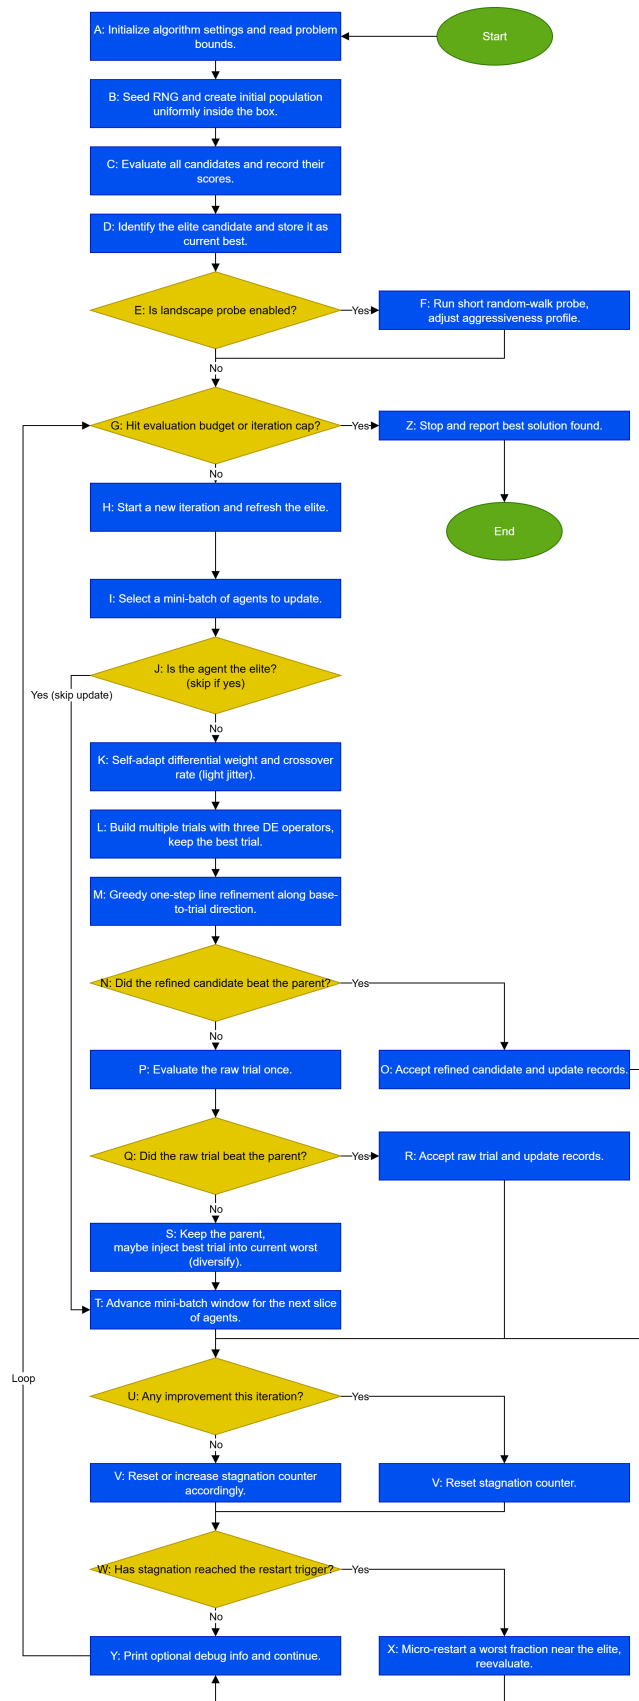 Start
A: Initialize algorithm settings and read problem
bounds.
B: Seed RNG and create initial population
uniformly inside the box.
C: Evaluate all candidates and record their
scores.
D: Identify the elite candidate and store it as
current best.
E: Is landscape probe enabled?
Yes
F: Run short random-walk probe,
adjust aggressiveness profile.
No
G: Hit evaluation budget or iteration cap?
Yes
Z: Stop and report best solution found.
No
H: Start a new iteration and refresh the elite.
End
I: Select a mini-batch of agents to update.
J: Is the agent the elite?
(skip if yes)
Yes (skip update)
No
K: Self-adapt differential weight and crossover
rate (light jitter).
L: Build multiple trials with three DE operators,
keep the best trial.
M: Greedy one-step line refinement along base-
to-trial direction.
N: Did the refined candidate beat the parent?
Yes
No
P: Evaluate the raw trial once.
O: Accept refined candidate and update records.
Q: Did the raw trial beat the parent?
Yes
R: Accept raw trial and update records.
No
S: Keep the parent,
maybe inject best trial into current worst
(diversify).
T: Advance mini-batch window for the next slice
of agents.
Loop
U: Any improvement this iteration?
Yes
No
V: Reset or increase stagnation counter
accordingly.
V: Reset stagnation counter.
W: Has stagnation reached the restart trigger?
Yes
No
Y: Print optional debug info and continue.
X: Micro-restart a worst fraction near the elite,
reevaluate.